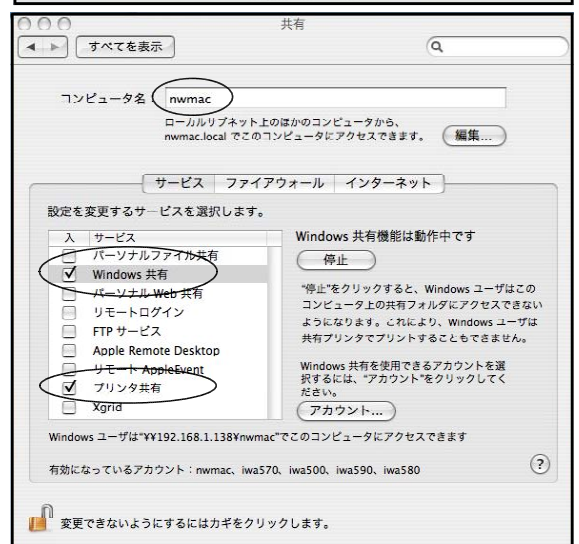 共有
すべてを表示
コンピュータ名： nwmac
ローカルサブネット上のほかのコンピュータから、
nwmac.local でこのコンピュータにアクセスできます。
編集...
サービス ファイアウォール インターネット
設定を変更するサービスを選択します。
入 サービス
パーソナルファイル共有
Windows 共有
パーソナル Web 共有
リモートログイン
FTP サービス
Apple Remote Desktop
リモート AppleEvent
プリンタ共有
Xgrid
Windows 共有機能は動作中です
停止
“停止”をクリックすると、Windows ユーザはこの
コンピュータ上の共有フォルダにアクセスできない
ようになります。これにより、Windows ユーザは
共有プリンタでプリントすることもできません。
Windows 共有を使用できるアカウントを選
択するには、“アカウント”をクリックしてく
ださい。
アカウント...
Windows ユーザは“¥¥192.168.1.138¥nwmac”でこのコンピュータにアクセスできます
有効になっているアカウント：nwmac、iwa570、iwa500、iwa590、iwa580
?
変更できないようにするにはカギをクリックします。